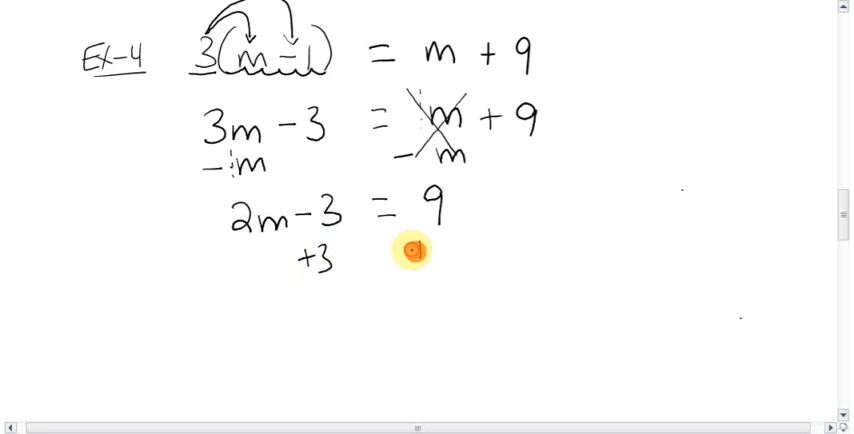 Ex-4 3(m-1) = m + 9
3m - 3 = m + 9
-m - m
2m - 3 = 9
+3